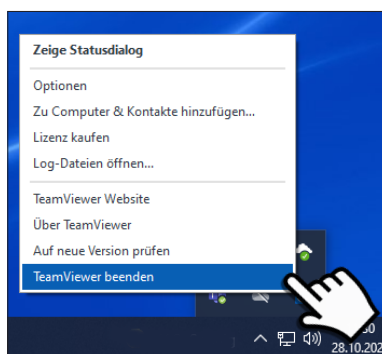 Zeige Statusdialog
Optionen
Zu Computer & Kontakte hinzufügen...
Lizenz kaufen
Log-Dateien öffnen...
TeamViewer Website
Über TeamViewer
Auf neue Version prüfen
TeamViewer beenden
28.10.202